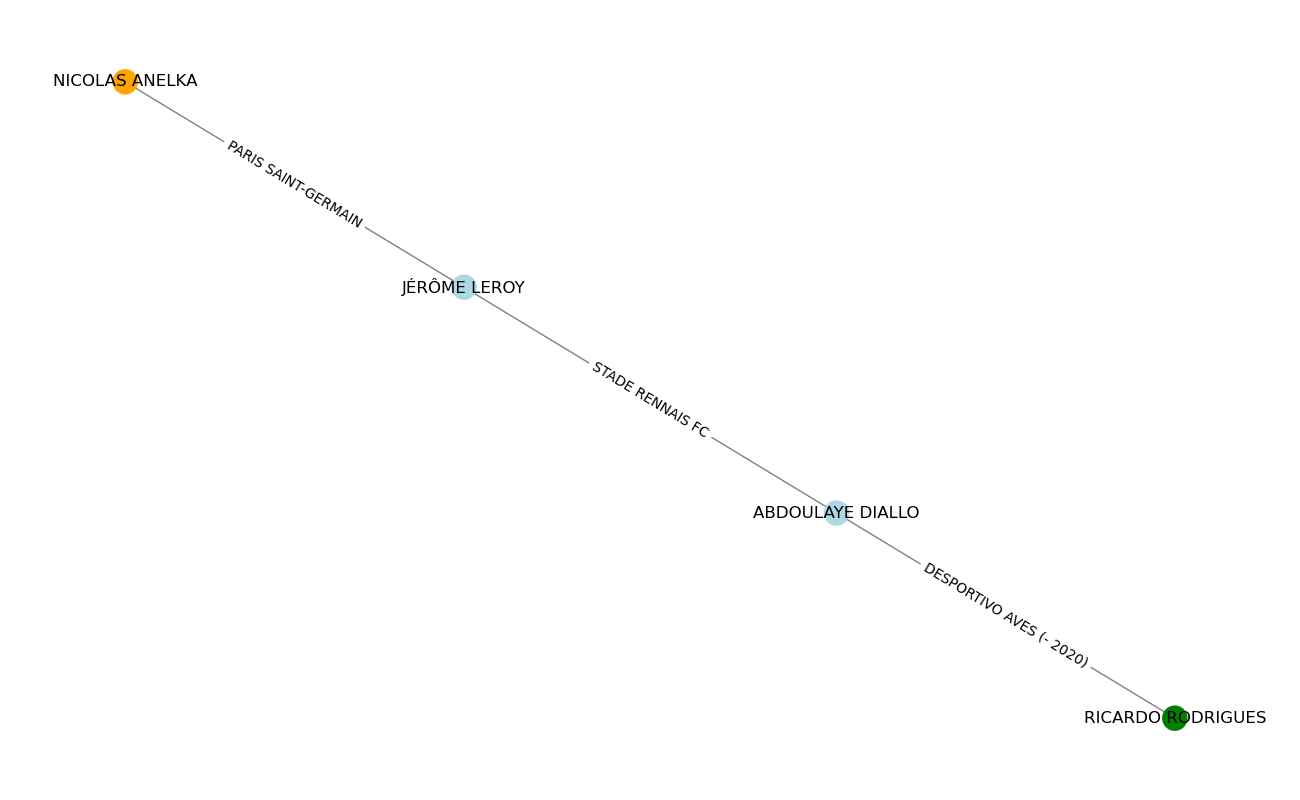 NICOLAS ANELKA
PARIS SAINT-GERMAIN
JÉRÔME LEROY
STADE RENNAIS FC
ABDOULAYE DIALLO
DESPORTIVO AVES (- 2020)
RICARDO RODRIGUES